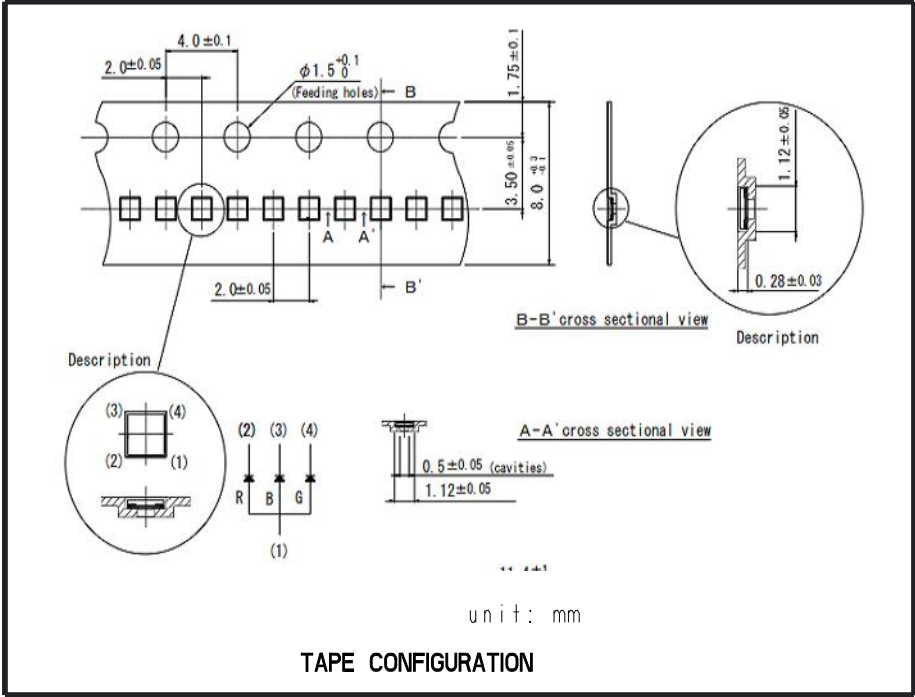 4.0±0.1
2.0±0.05
φ1.5 +0.1 0
(Feeding holes)
B
1.75±0.1
3.50±0.05
8.0 +0.3 -0.1
A A'
2.0±0.05
B'
1.12±0.05
0.28±0.03
B-B'cross sectional view
Description
Description
(3) (4)
(2) (1)
(2) (3) (4)
R B G
(1)
A-A'cross sectional view
0.5±0.05 (cavities)
1.12±0.05
unit: mm
TAPE CONFIGURATION